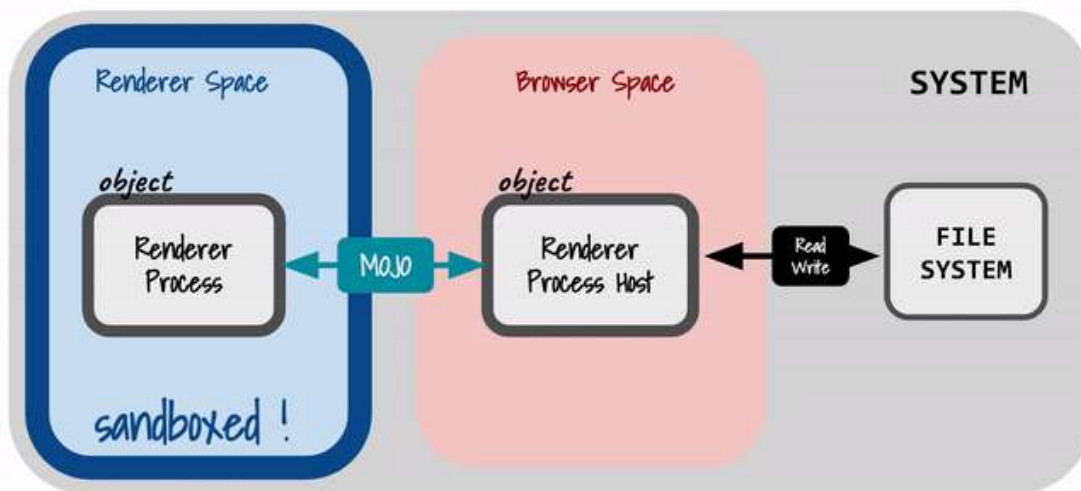 Renderer Space
Browser Space
SYSTEM
object
Renderer
Process
MOJO
object
Renderer
Process Host
Read
Write
FILE
SYSTEM
sandboxed !